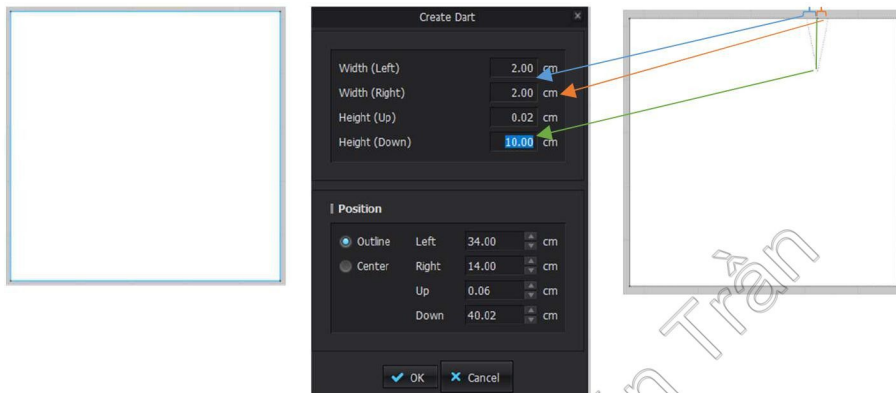 Create Dart
Width (Left) 2.00 cm
Width (Right) 2.00 cm
Height (Up) 0.02 cm
Height (Down) 10.00 cm
Position
Outline Left 34.00 cm
Center Right 14.00 cm
Up 0.06 cm
Down 40.02 cm
OK Cancel
Trần